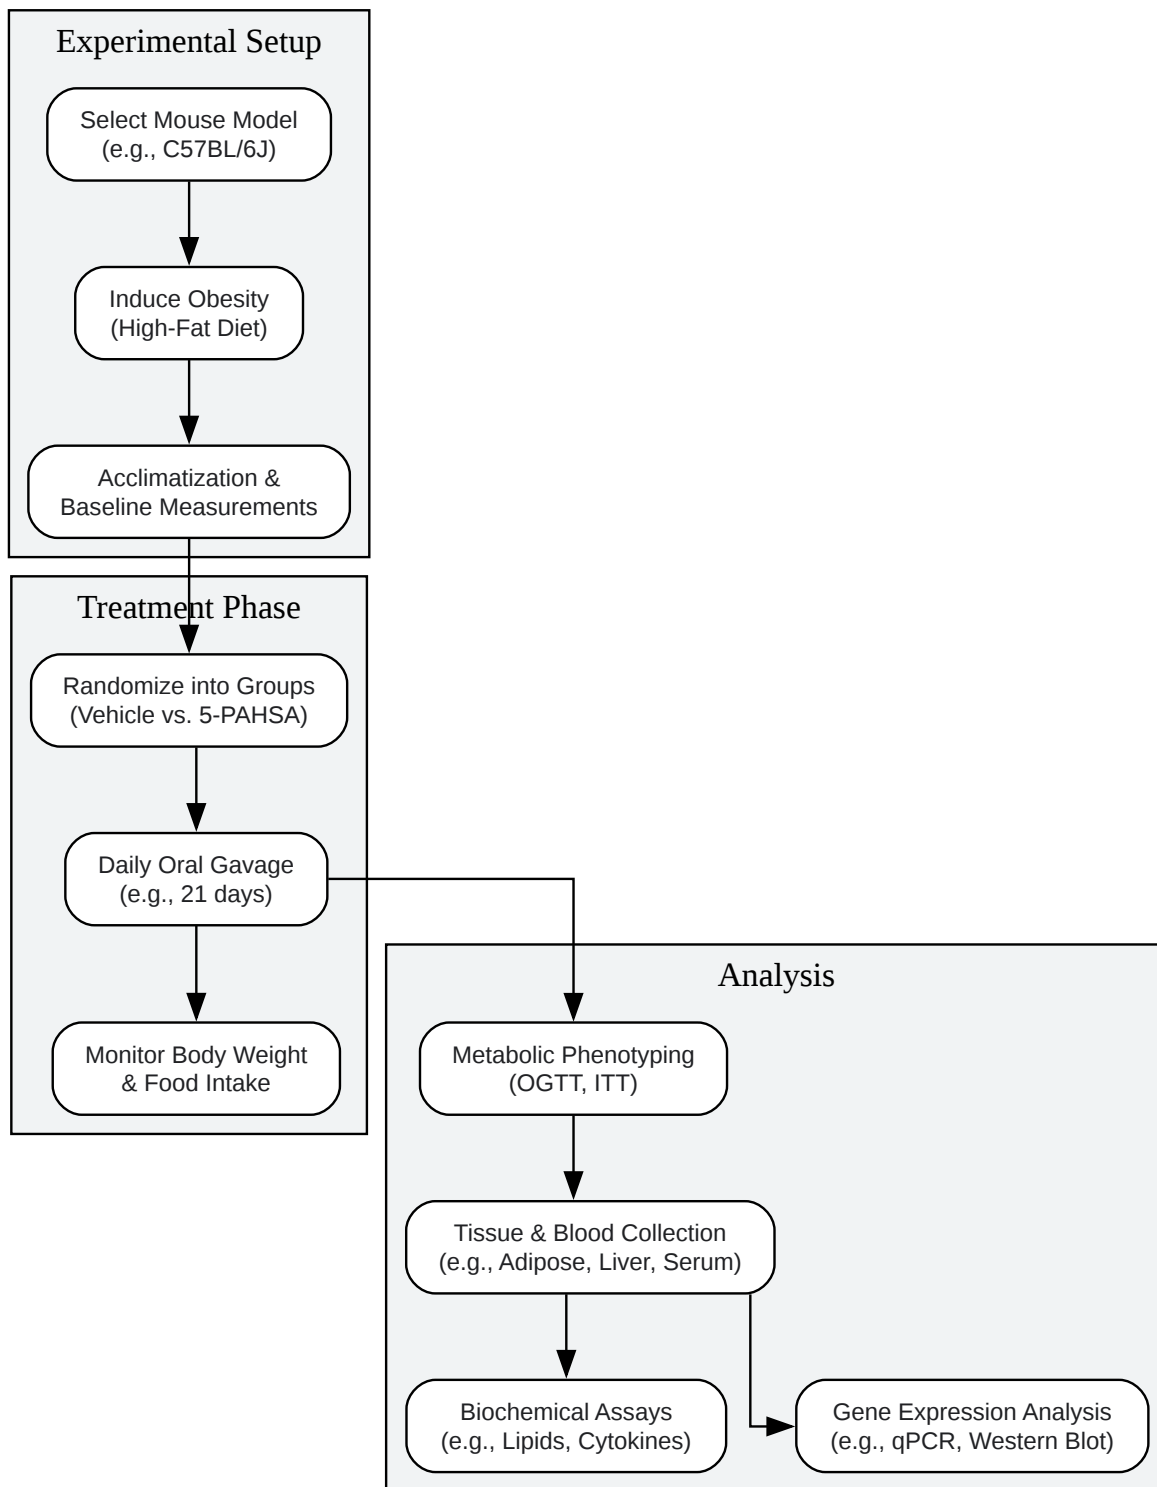 Experimental Setup
Select Mouse Model
(e.g., C57BL/6J)
Induce Obesity
(High-Fat Diet)
Acclimatization &
Baseline Measurements
Treatment Phase
Randomize into Groups
(Vehicle vs. 5-PAHSA)
Daily Oral Gavage
(e.g., 21 days)
Monitor Body Weight
& Food Intake
Analysis
Metabolic Phenotyping
(OGTT, ITT)
Tissue & Blood Collection
(e.g., Adipose, Liver, Serum)
Biochemical Assays
(e.g., Lipids, Cytokines)
Gene Expression Analysis
(e.g., qPCR, Western Blot)